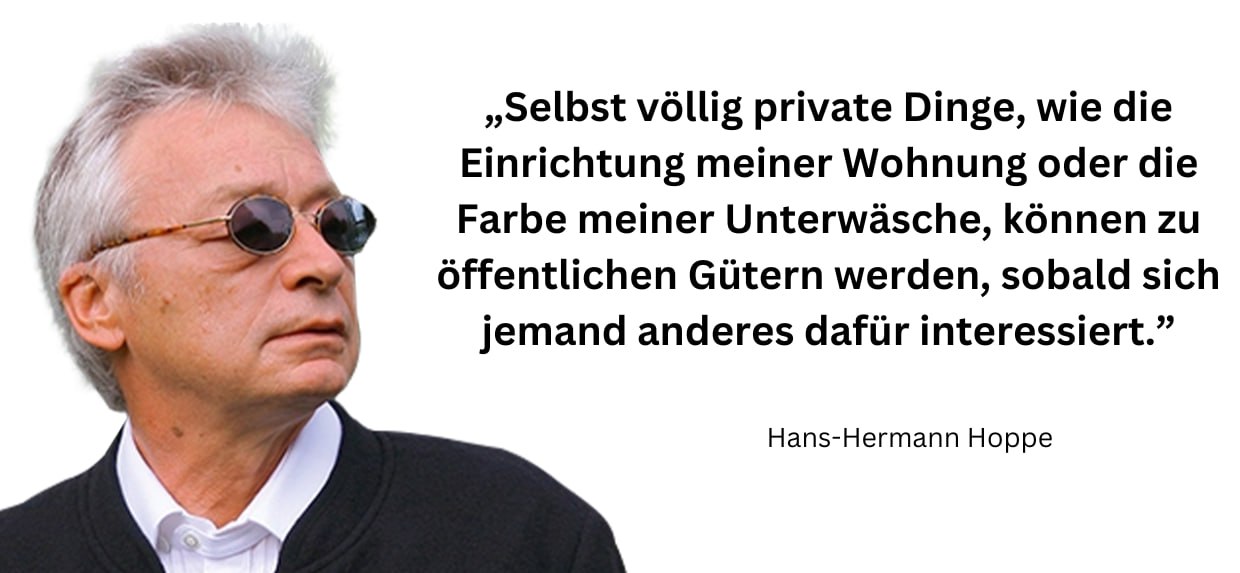 „Selbst völlig private Dinge, wie die
Einrichtung meiner Wohnung oder die
Farbe meiner Unterwäsche, können zu
öffentlichen Gütern werden, sobald sich
jemand anderes dafür interessiert.”
Hans-Hermann Hoppe